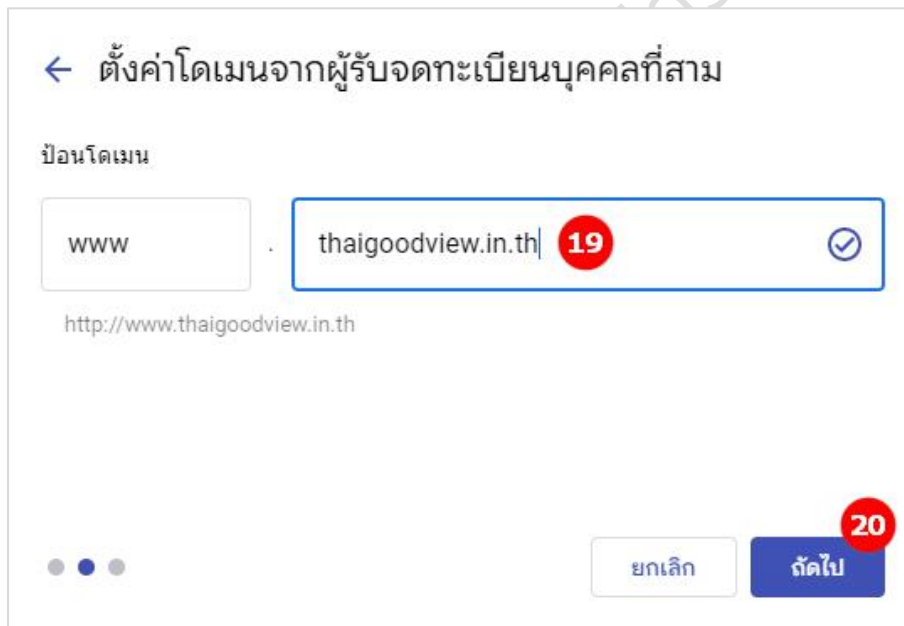 ← ตั้งค่าโดเมนจากผู้รับจดทะเบียนบุคคลที่สาม
ป้อนโดเมน
www . thaigoodview.in.th 19
http://www.thaigoodview.in.th
20
ยกเลิก ถัดไป